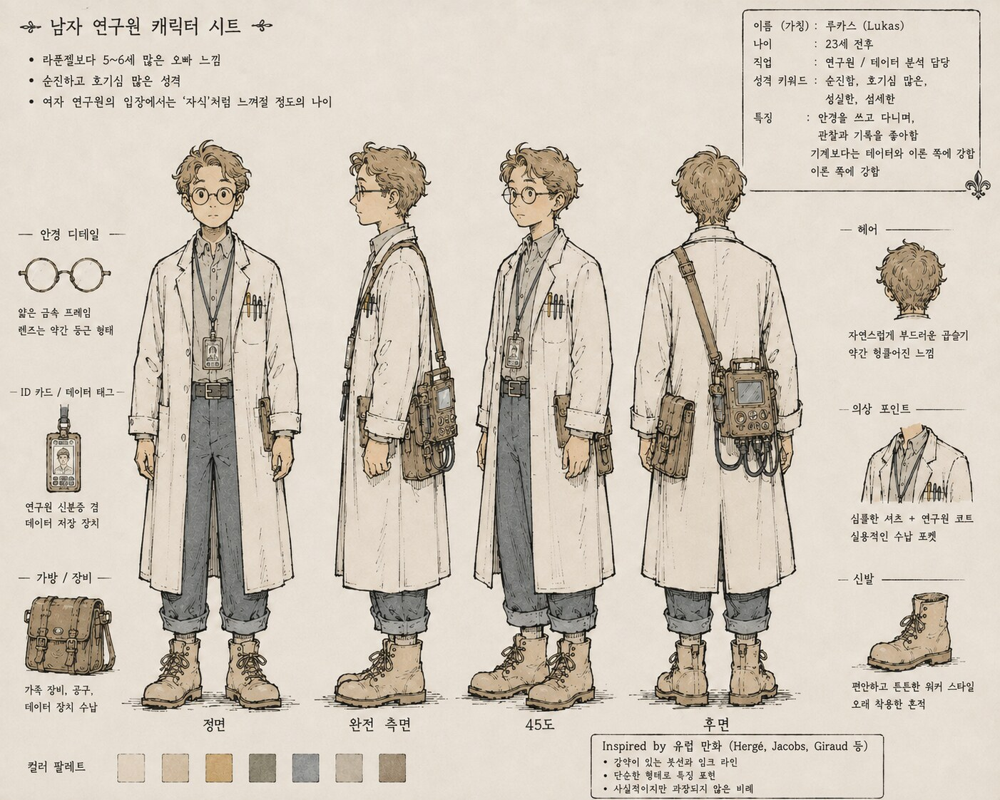 남자 연구원 캐릭터 시트
• 라푼젤보다 5~6세 많은 오빠 느낌
• 순진하고 호기심 많은 성격
• 여자 연구원의 입장에서는 ‘자식’처럼 느껴절 정도의 나이
이름 (가칭) : 루카스 (Lukas)
나이 : 23세 전후
직업 : 연구원 / 테이터 분석 담당
성격 키워드 : 순진함, 호기심 많은,
성실한, 섬세한
특징 : 안경을 쓰고 다니며,
관찰과 기록을 좋아함
기계보다는 테이터와 이론 쪽에 강함
이론 쪽에 강함
안경 디테일
얇은 금속 프레임
렌즈는 약간 둥근 형태
ID 카드 / 테이터 태그
연구원 신분증 겸
데이터 저장 장치
가방 / 장비
가족 장비, 공구,
테이터 장치 수납
헤어
자연스럽게 부드러운 곱슬기
약간 헝클어진 느낌
의상 포인트
심플한 셔츠 + 연구원 코트
실용적인 수납 포켓
신발
편안하고 튼튼한 워커 스타일
오래 착용한 흔적
정면
완전 측면
45도
후면
컬러 팔레트
Inspired by 유럽 만화 (Hergé, Jacobs, Giraud 등)
• 강약이 있는 붓선과 잉크 라인
• 단순한 형태로 특징 표현
• 사실적이지만 과장되지 않은 비례